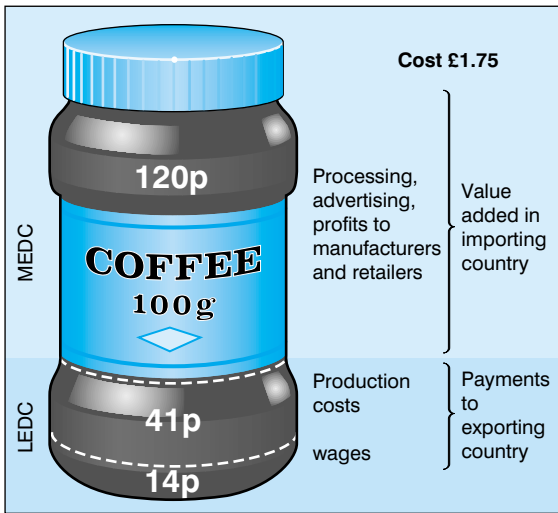 Cost £1.75
120p
Processing,
advertising,
profits to
manufacturers
and retailers
Value
added in
importing
country
MEDC
COFFEE
100g
LEDC
41p
14p
Production
costs
wages
Payments
to
exporting
country